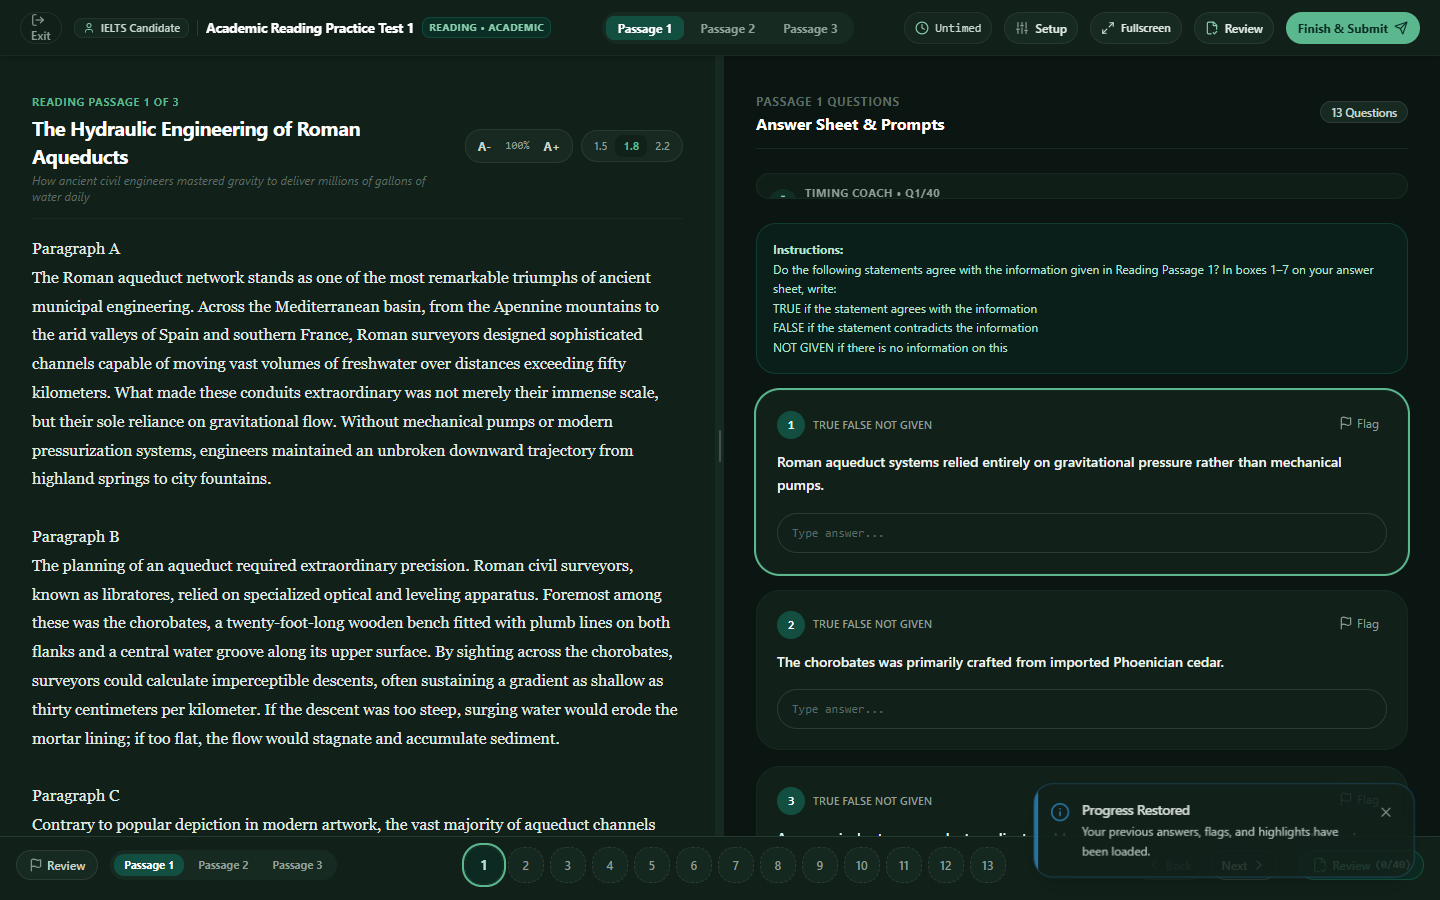 Exit
IELTS Candidate
Academic Reading Practice Test 1
READING • ACADEMIC
Passage 1
Passage 2
Passage 3
Untimed
Setup
Fullscreen
Review
Finish & Submit
READING PASSAGE 1 OF 3
The Hydraulic Engineering of Roman
Aqueducts
How ancient civil engineers mastered gravity to deliver millions of gallons of
water daily
A- 100% A+
1.5 1.8 2.2
Paragraph A
The Roman aqueduct network stands as one of the most remarkable triumphs of ancient
municipal engineering. Across the Mediterranean basin, from the Apennine mountains to
the arid valleys of Spain and southern France, Roman surveyors designed sophisticated
channels capable of moving vast volumes of freshwater over distances exceeding fifty
kilometers. What made these conduits extraordinary was not merely their immense scale,
but their sole reliance on gravitational flow. Without mechanical pumps or modern
pressurization systems, engineers maintained an unbroken downward trajectory from
highland springs to city fountains.
Paragraph B
The planning of an aqueduct required extraordinary precision. Roman civil surveyors,
known as libratores, relied on specialized optical and leveling apparatus. Foremost among
these was the chorobates, a twenty-foot-long wooden bench fitted with plumb lines on both
flanks and a central water groove along its upper surface. By sighting across the chorobates,
surveyors could calculate imperceptible descents, often sustaining a gradient as shallow as
thirty centimeters per kilometer. If the descent was too steep, surging water would erode the
mortar lining; if too flat, the flow would stagnate and accumulate sediment.
Paragraph C
Contrary to popular depiction in modern artwork, the vast majority of aqueduct channels
PASSAGE 1 QUESTIONS
Answer Sheet & Prompts
13 Questions
TIMING COACH • Q1/40
Instructions:
Do the following statements agree with the information given in Reading Passage 1? In boxes 1–7 on your answer
sheet, write:
TRUE if the statement agrees with the information
FALSE if the statement contradicts the information
NOT GIVEN if there is no information on this
1 TRUE FALSE NOT GIVEN
Flag
Roman aqueduct systems relied entirely on gravitational pressure rather than mechanical
pumps.
Type answer...
2 TRUE FALSE NOT GIVEN
Flag
The chorobates was primarily crafted from imported Phoenician cedar.
Type answer...
3 TRUE FALSE NOT GIVEN
Flag
Progress Restored
Your previous answers, flags, and highlights have
been loaded.
Review
Passage 1
Passage 2
Passage 3
1 2 3 4 5 6 7 8 9 10 11 12 13
Back
Next
Review (0/40)